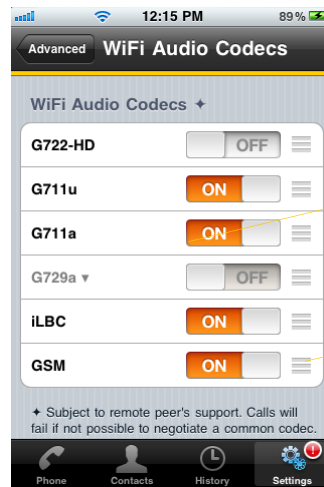 12:15 PM 89%
Advanced WiFi Audio Codecs
WiFi Audio Codecs ✦
G722-HD OFF
G711u ON
G711a ON
G729a ▾ OFF
iLBC ON
GSM ON
✦ Subject to remote peer's support. Calls will
fail if not possible to negotiate a common codec.
Phone Contacts History Settings